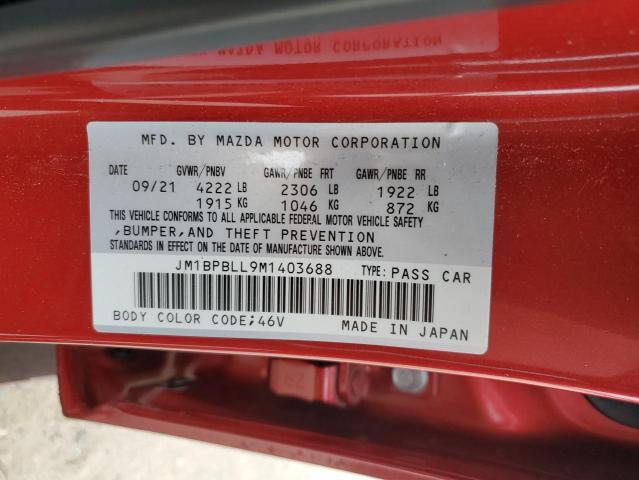 MFD. BY MAZDA MOTOR CORPORATION
DATE GVWR/PNBV GAWR/PNBE FRT GAWR/PNBE RR
09/21 4222 LB 2306 LB 1922 LB
1915 KG 1046 KG 872 KG
THIS VEHICLE CONFORMS TO ALL APPLICABLE FEDERAL MOTOR VEHICLE SAFETY
,BUMPER,AND THEFT PREVENTION
STANDARDS IN EFFECT ON THE DATE OF MANUFACTURE SHOWN ABOVE.
JM1BPBLL9M1403688 TYPE: PASS CAR
BODY COLOR CODE;46V MADE IN JAPAN